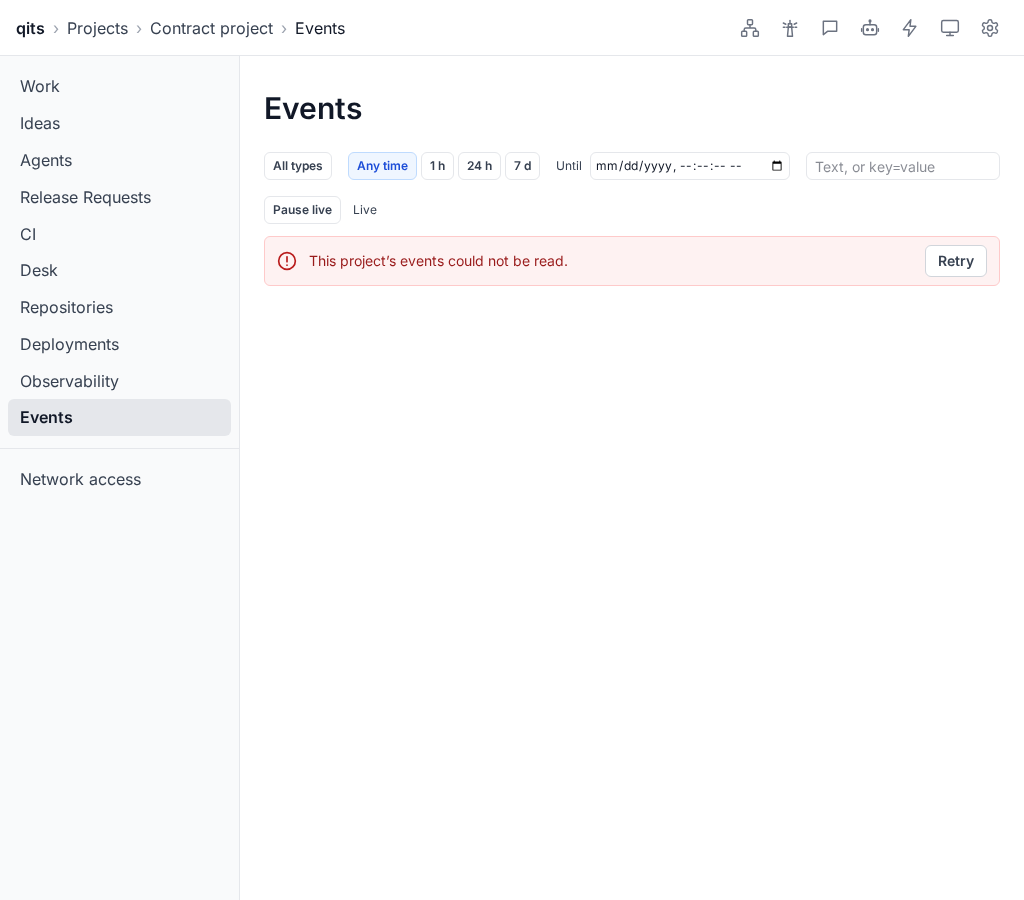 qits › Projects › Contract project › Events
Work
Ideas
Agents
Release Requests
CI
Desk
Repositories
Deployments
Observability
Events
Network access
Events
All types Any time 1 h 24 h 7 d Until mm/dd/yyyy, --:--:-- -- Text, or key=value
Pause live Live
This project’s events could not be read. Retry